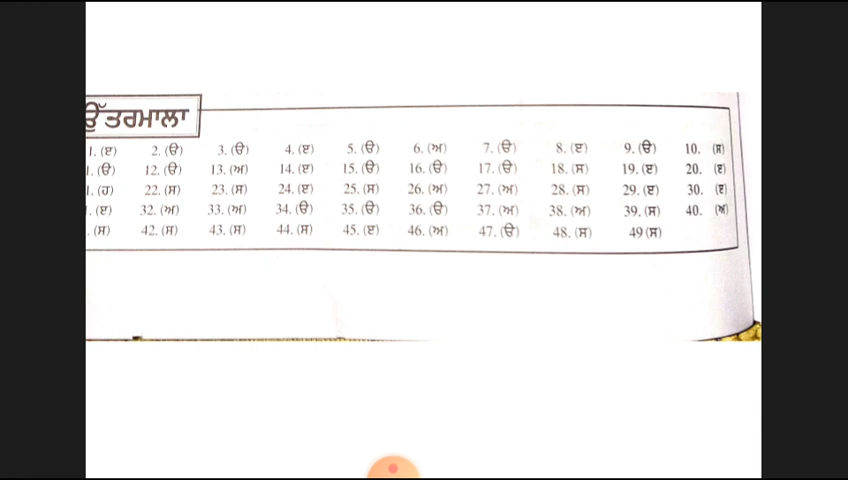 ਉੱਤਰਮਾਲਾ
1. (ੲ) 2. (ੳ) 3. (ੳ) 4. (ੲ) 5. (ੳ) 6. (ਅ) 7. (ੳ) 8. (ੲ) 9. (ੳ) 10. (ਸ)
1. (ੳ) 12. (ੳ) 13. (ਅ) 14. (ੲ) 15. (ੳ) 16. (ੳ) 17. (ੳ) 18. (ਸ) 19. (ੲ) 20. (ੲ)
1. (ਹ) 22. (ਸ) 23. (ਸ) 24. (ੲ) 25. (ਸ) 26. (ਅ) 27. (ਅ) 28. (ਸ) 29. (ੲ) 30. (ੲ)
. (ੲ) 32. (ਅ) 33. (ਅ) 34. (ੳ) 35. (ੳ) 36. (ੳ) 37. (ਅ) 38. (ਅ) 39. (ਸ) 40. (ਅ)
. (ਸ) 42. (ਸ) 43. (ਸ) 44. (ਸ) 45. (ੲ) 46. (ਅ) 47. (ੳ) 48. (ਸ) 49 (ਸ)